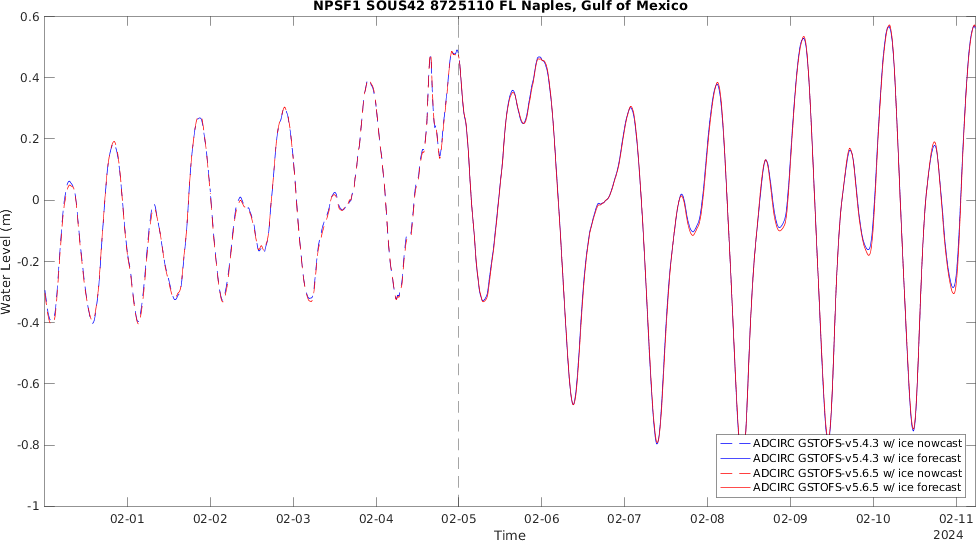 NPSF1 SOUS42 8725110 FL Naples, Gulf of Mexico
0.6
0.4
0.2
0
-0.2
-0.4
-0.6
-0.8
-1
Water Level (m)
ADCIRC GSTOFS-v5.4.3 w/ ice nowcast
ADCIRC GSTOFS-v5.4.3 w/ ice forecast
ADCIRC GSTOFS-v5.6.5 w/ ice nowcast
ADCIRC GSTOFS-v5.6.5 w/ ice forecast
02-01 02-02 02-03 02-04 02-05 02-06 02-07 02-08 02-09 02-10 02-11
Time
2024